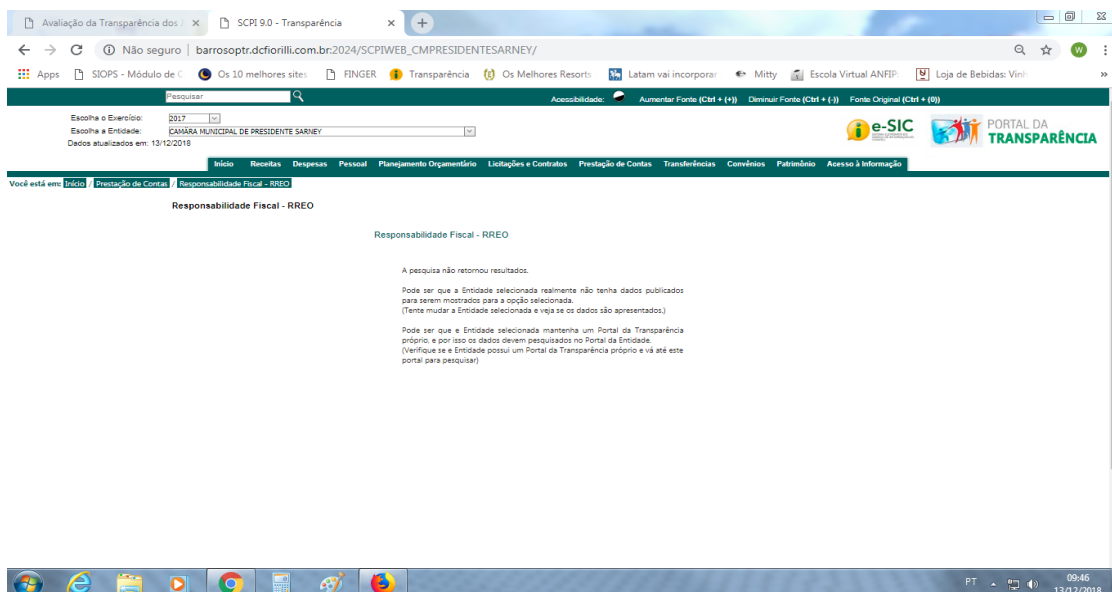 Avaliação da Transparência dos
SCPI 9.0 - Transparência
Não seguro | barrosoptr.dcfiorilli.com.br:2024/SCPIWEB_CMPRESIDENTESARNEY/
W
Apps SIOPS - Módulo de C Os 10 melhores sites FINGER Transparência Os Melhores Resorts Latam vai incorporar Mitty Escola Virtual ANFIP: Loja de Bebidas: Vinh »
Pesquisar
Acessibilidade: Aumentar Fonte (Ctrl + (+)) Diminuir Fonte (Ctrl + (-)) Fonte Original (Ctrl + (0))
Escolha o Exercício: 2017
Escolha a Entidade: CAMÂRA MUNICIPAL DE PRESIDENTE SARNEY
Dados atualizados em: 13/12/2018
e-SIC
PORTAL DA
TRANSPARÊNCIA
Início Receitas Despesas Pessoal Planejamento Orçamentário Licitações e Contratos Prestação de Contas Transferências Convênios Patrimônio Acesso à Informação
Você está em: Início / Prestação de Contas / Responsabilidade Fiscal - RREO
Responsabilidade Fiscal - RREO
Responsabilidade Fiscal - RREO
A pesquisa não retornou resultados.
Pode ser que a Entidade selecionada realmente não tenha dados publicados
para serem mostrados para a opção selecionada.
(Tente mudar a Entidade selecionada e veja se os dados são apresentados.)
Pode ser que e Entidade selecionada mantenha um Portal da Transparência
próprio, e por isso os dados devem pesquisados no Portal da Entidade.
(Verifique se e Entidade possui um Portal da Transparência próprio e vá até este
portal para pesquisar)
PT
09:46
13/12/2018